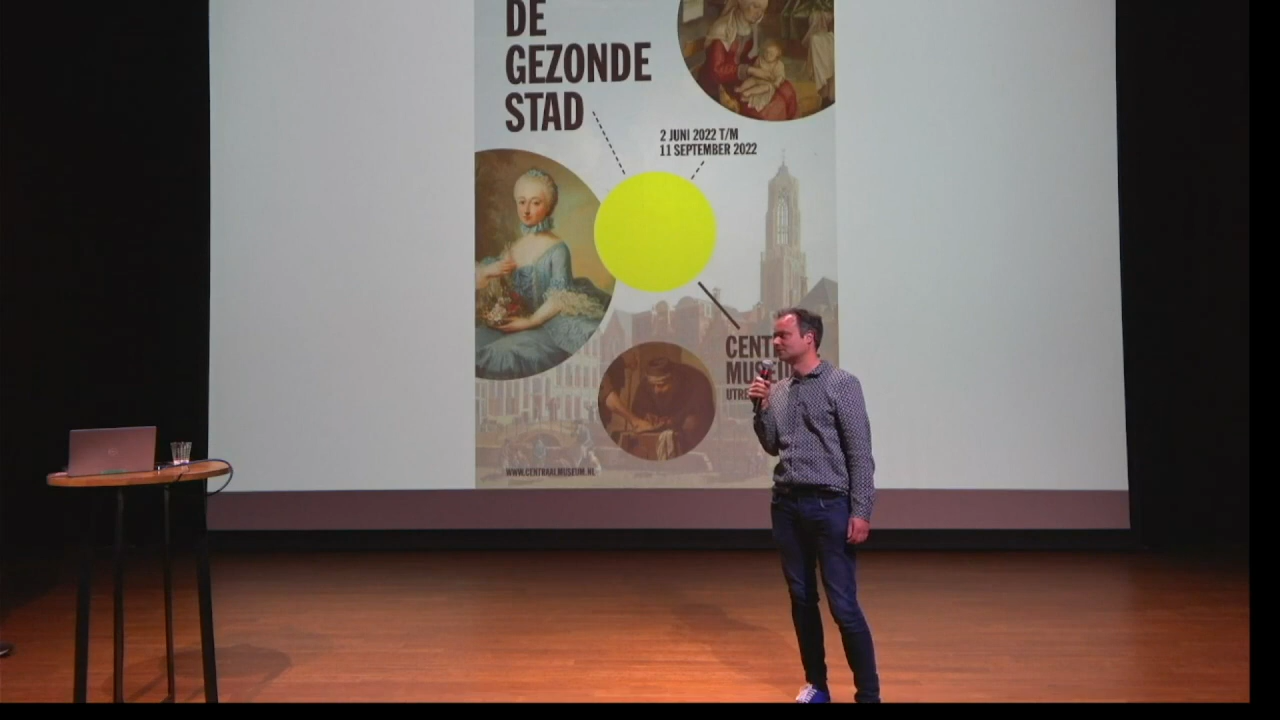 DE
GEZONDE
STAD
2 JUNI 2022 T/M
11 SEPTEMBER 2022
WWW.CENTRAALMUSEUM.NL